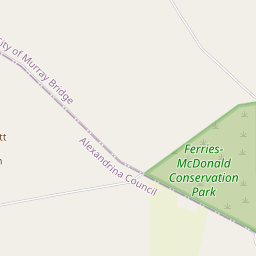 City of Murray Bridge
Alexandrina Council
Ferries-
McDonald
Conservation
Park